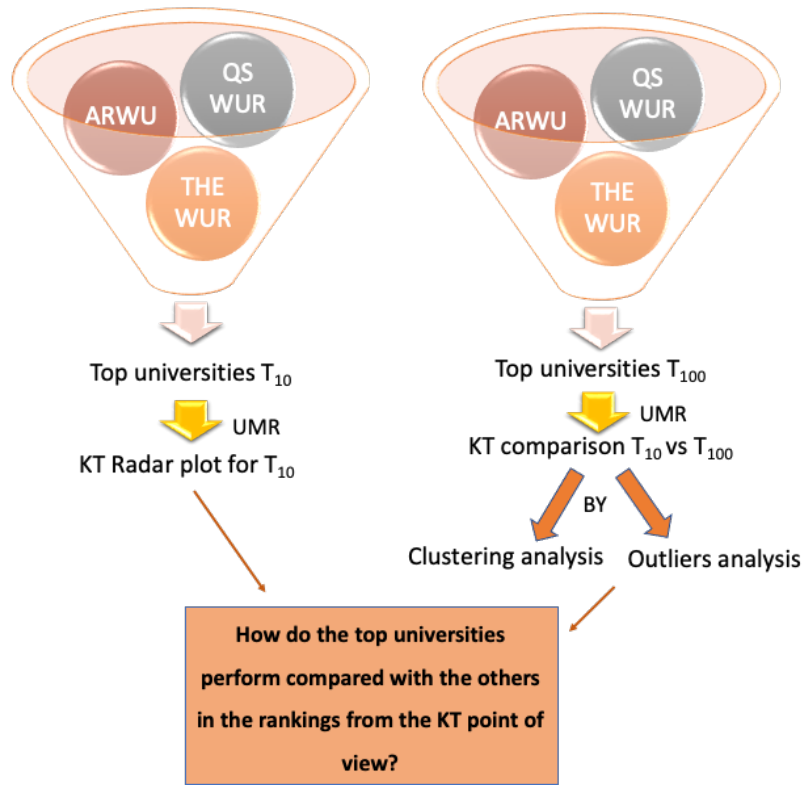 ARWU
QS
WUR
THE
WUR
Top universities T10
UMR
KT Radar plot for T10
ARWU
QS
WUR
THE
WUR
Top universities T100
UMR
KT comparison T10 vs T100
BY
Clustering analysis
Outliers analysis
How do the top universities
perform compared with the others
in the rankings from the KT point of
view?